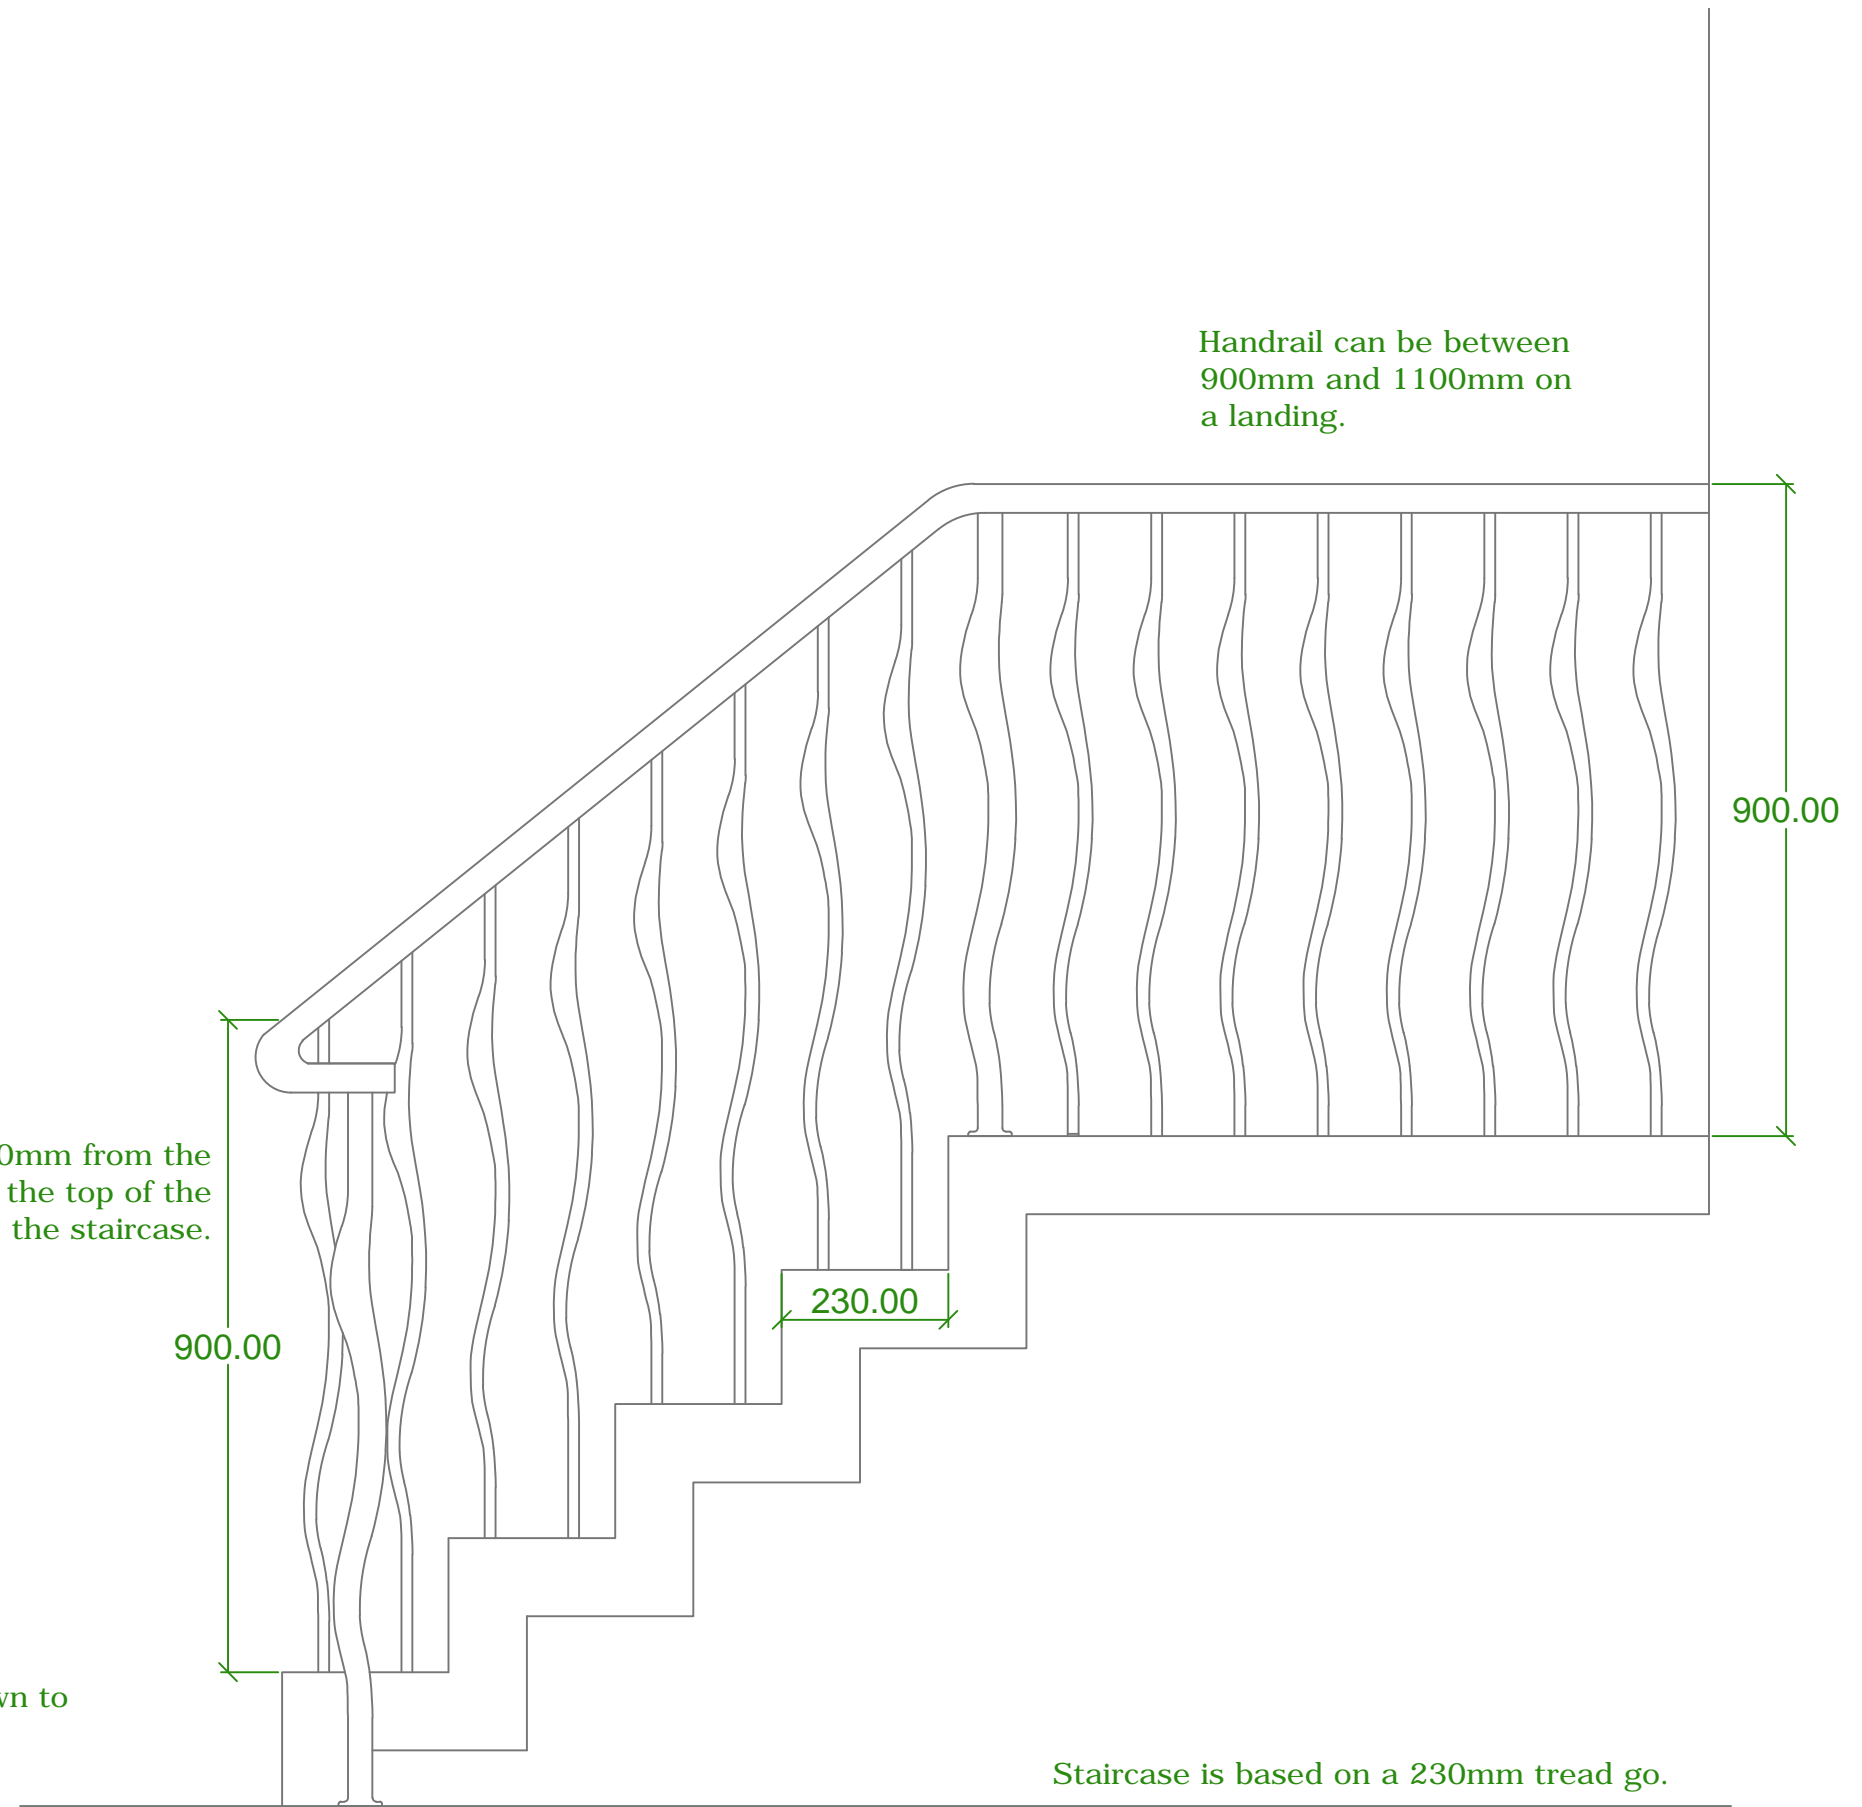 Handrail can be between
900mm and 1100mm on
a landing.
900.00
0mm from the
the top of the
the staircase.
230.00
900.00
wn to
Staircase is based on a 230mm tread go.